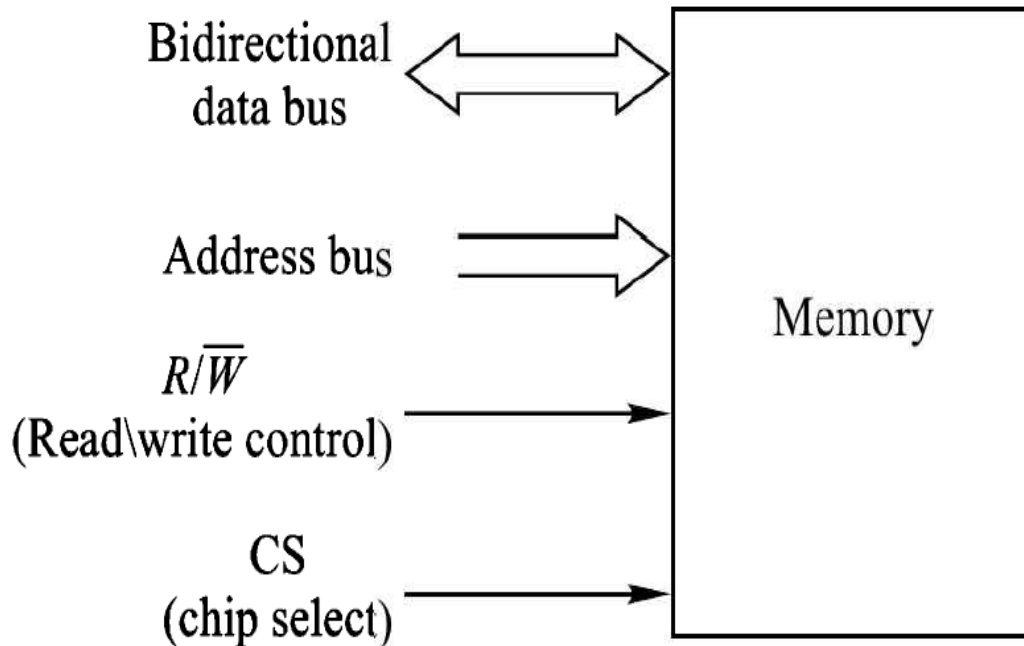 Bidirectional
data bus
Address bus
R/W̅
(Read\write control)
CS
(chip select)
Memory